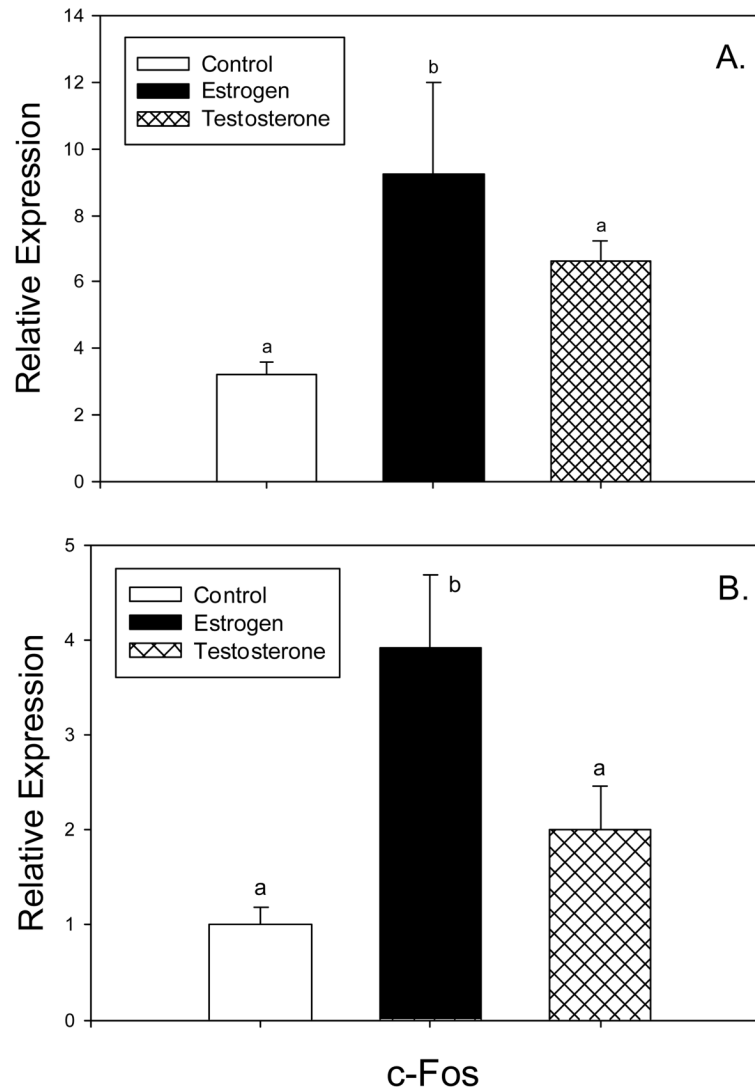 14
12
10
8
6
4
2
0
Relative Expression
Control
Estrogen
Testosterone
A.
a
b
a
5
4
3
2
1
0
Relative Expression
Control
Estrogen
Testosterone
B.
a
b
a
c-Fos